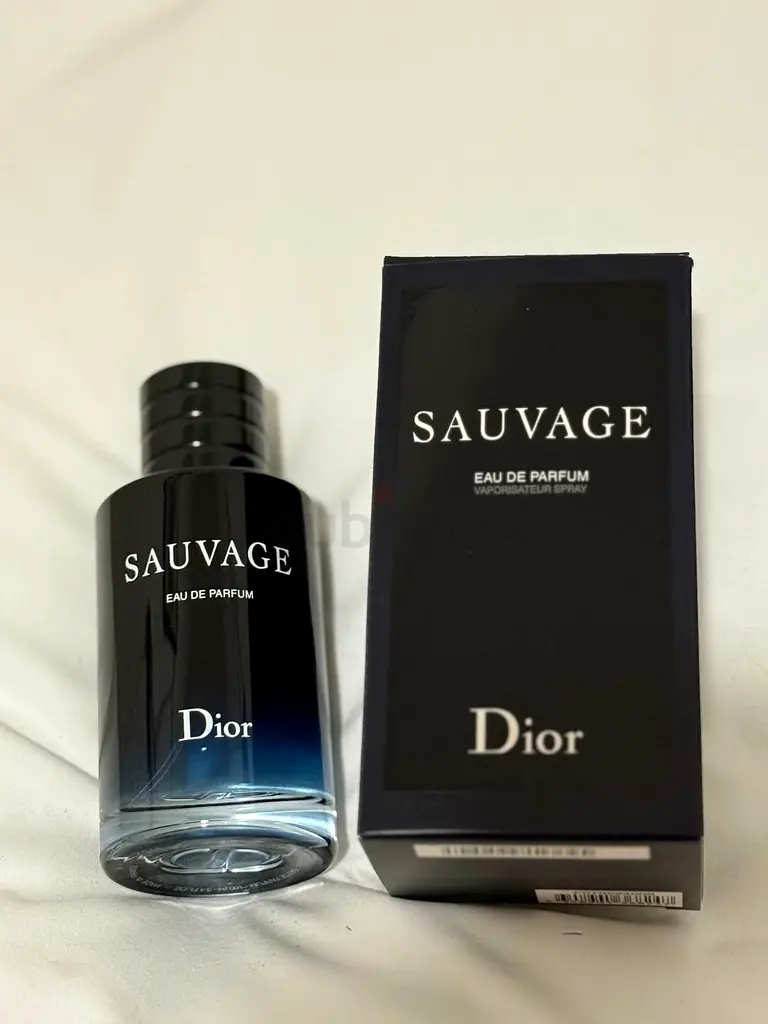 SAUVAGE
EAU DE PARFUM
Dior
SAUVAGE
EAU DE PARFUM
VAPORISATEUR SPRAY
Dior